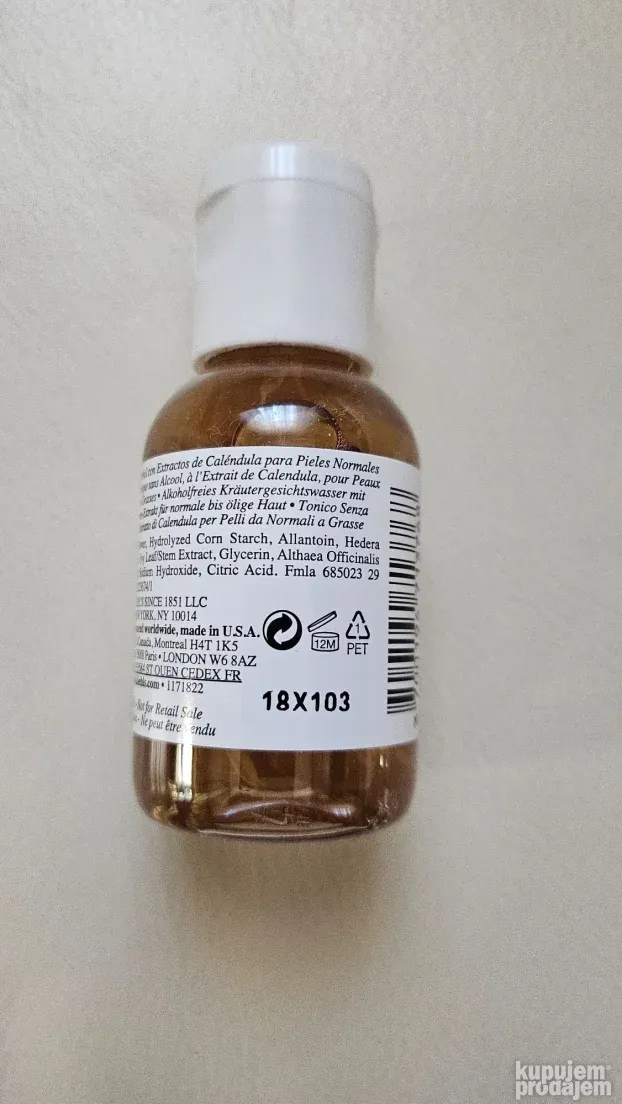 con Extractos de Caléndula para Pieles Normales
sans Alcool, à l'Extrait de Calendula, pour Peaux
Grasses • Alkoholfreies Kräutergesichtswasser mit
Extrakt für normale bis ölige Haut • Tonico Senza
di Calendula per Pelli da Normali a Grasse
Hydrolyzed Corn Starch, Allantoin, Hedera
Leaf/Stem Extract, Glycerin, Althaea Officinalis
Hydroxide, Citric Acid. Fmla 685023 29
SINCE 1851 LLC
YORK, NY 10014
worldwide, made in U.S.A.
Canada, Montreal H4T 1K5
Paris • LONDON W6 8AZ
ST OUEN CEDEX FR
• 1171822
12M
1
PET
18X103
Not for Retail Sale
Ne peut être vendu
kupujem
prodajem